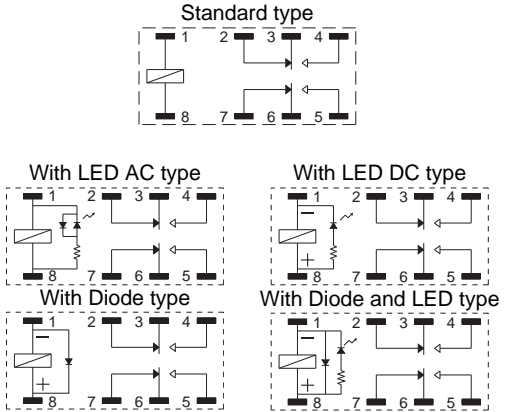 Standard type
1 2 3 4
8 7 6 5
With LED AC type
1 2 3 4
8 7 6 5
With LED DC type
1 2 3 4
−
+
8 7 6 5
With Diode type
1 2 3 4
−
+
8 7 6 5
With Diode and LED type
1 2 3 4
−
+
8 7 6 5